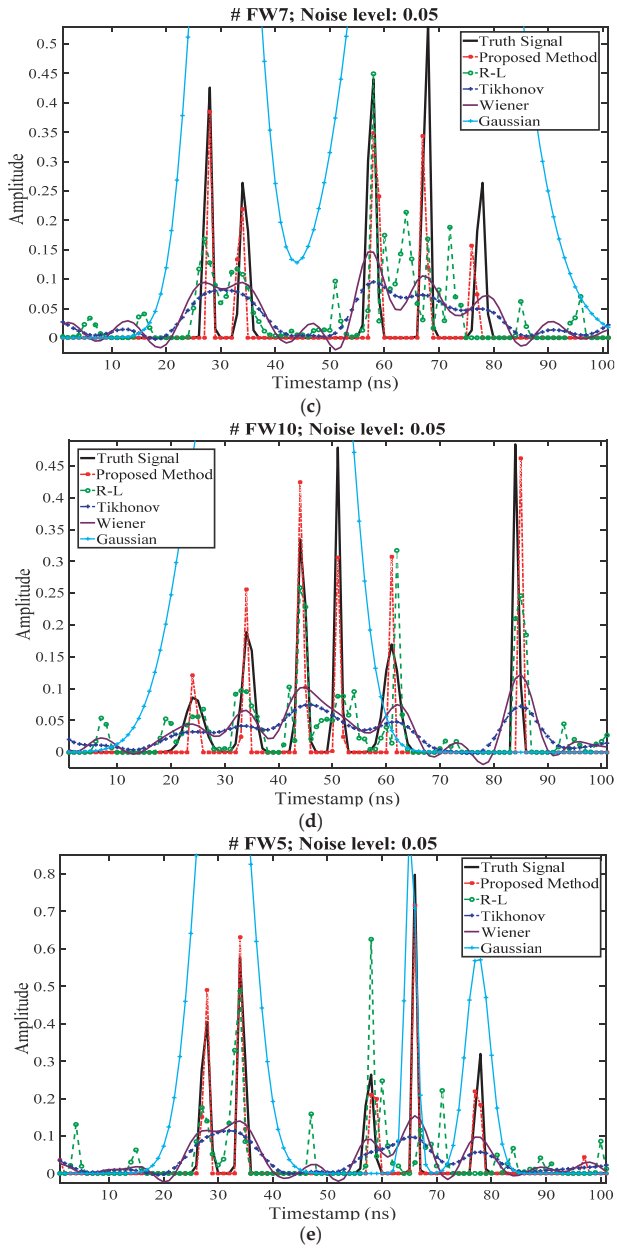 # FW7; Noise level: 0.05
Amplitude
0.5
0.45
0.4
0.35
0.3
0.25
0.2
0.15
0.1
0.05
0
Truth Signal
Proposed Method
R-L
Tikhonov
Wiener
Gaussian
10 20 30 40 50 60 70 80 90 100
Timestamp (ns)
(c)
# FW10; Noise level: 0.05
Amplitude
0.45
0.4
0.35
0.3
0.25
0.2
0.15
0.1
0.05
0
Truth Signal
Proposed Method
R-L
Tikhonov
Wiener
Gaussian
10 20 30 40 50 60 70 80 90 100
Timestamp (ns)
(d)
# FW5; Noise level: 0.05
Amplitude
0.8
0.7
0.6
0.5
0.4
0.3
0.2
0.1
0
Truth Signal
Proposed Method
R-L
Tikhonov
Wiener
Gaussian
10 20 30 40 50 60 70 80 90 100
Timestamp (ns)
(e)